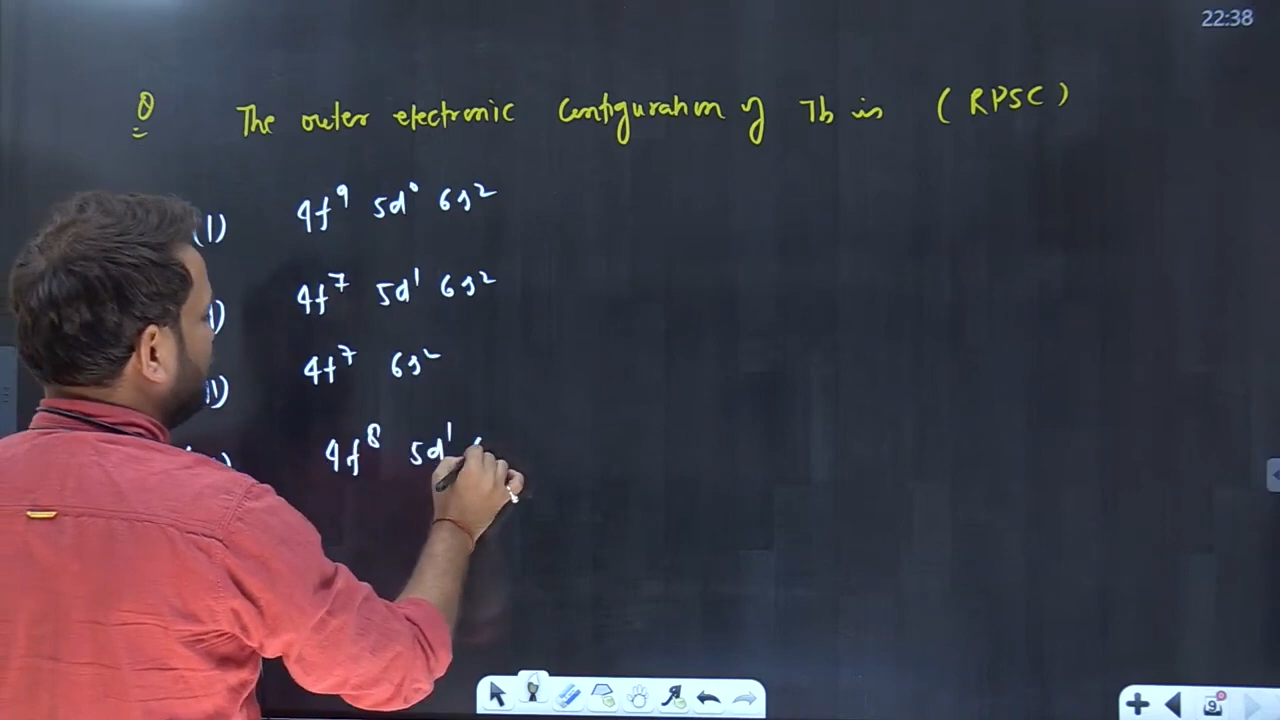 22:38
Q The outer electronic configuration of Tb is (RPSC)
(I) 4f⁹ 5d⁰ 6s²
4f⁷ 5d¹ 6s²
4f⁷ 6s²
4f⁸ 5d¹
9